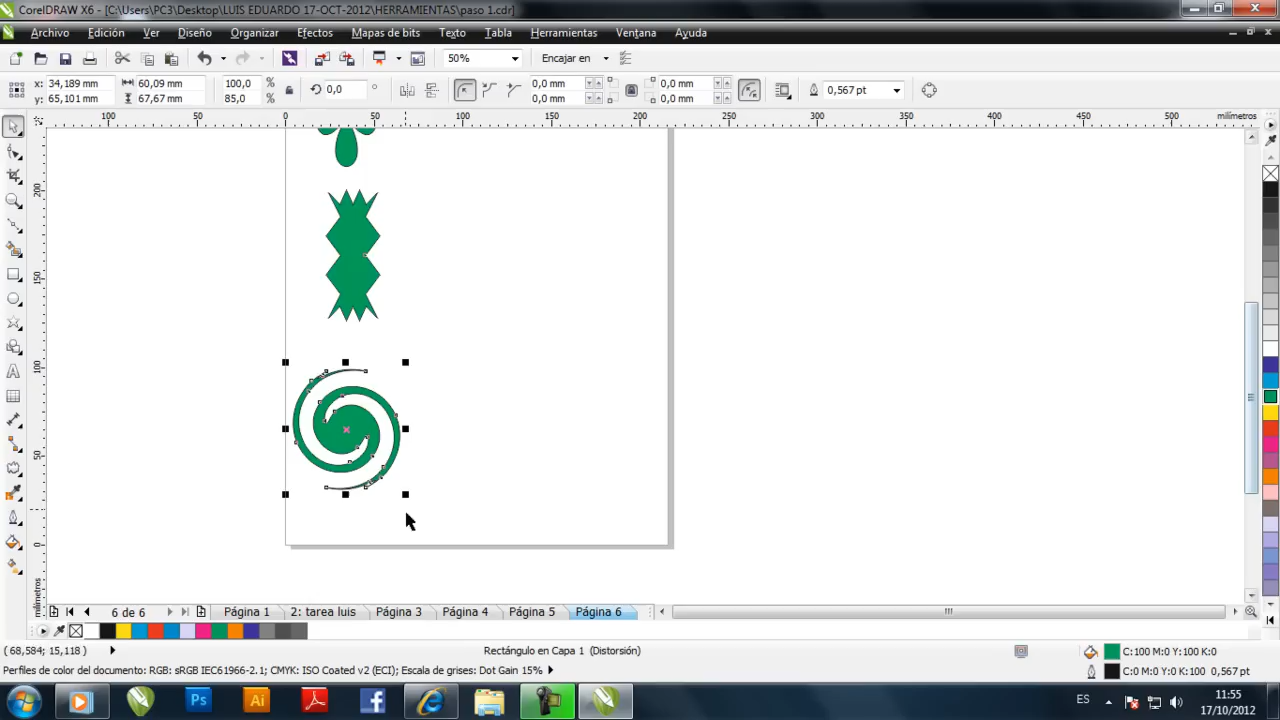 CorelDRAW X6 - [C:\Users\PC3\Desktop\LUIS EDUARDO 17-OCT-2012\HERRAMIENTAS\paso 1.cdr]
Archivo Edición Ver Diseño Organizar Efectos Mapas de bits Texto Tabla Herramientas Ventana Ayuda
50% Encajar en
x: 34,189 mm 60,09 mm 100,0 % 0,0 ° 0,0 mm 0,0 mm 0,567 pt
y: 65,101 mm 67,67 mm 85,0 % 0,0 mm 0,0 mm
100 50 0 50 100 150 200 250 300 350 400 450 500 milímetros
200
150
100
50
0
milímetros
6 de 6 Página 1 2: tarea luis Página 3 Página 4 Página 5 Página 6
( 68,584; 15,118 ) Rectángulo en Capa 1 (Distorsión) C:100 M:0 Y:100 K:0
Perfiles de color del documento: RGB: sRGB IEC61966-2.1; CMYK: ISO Coated v2 (ECI); Escala de grises: Dot Gain 15% C:0 M:0 Y:0 K:100 0,567 pt
Ps Ai ES 11:55
17/10/2012